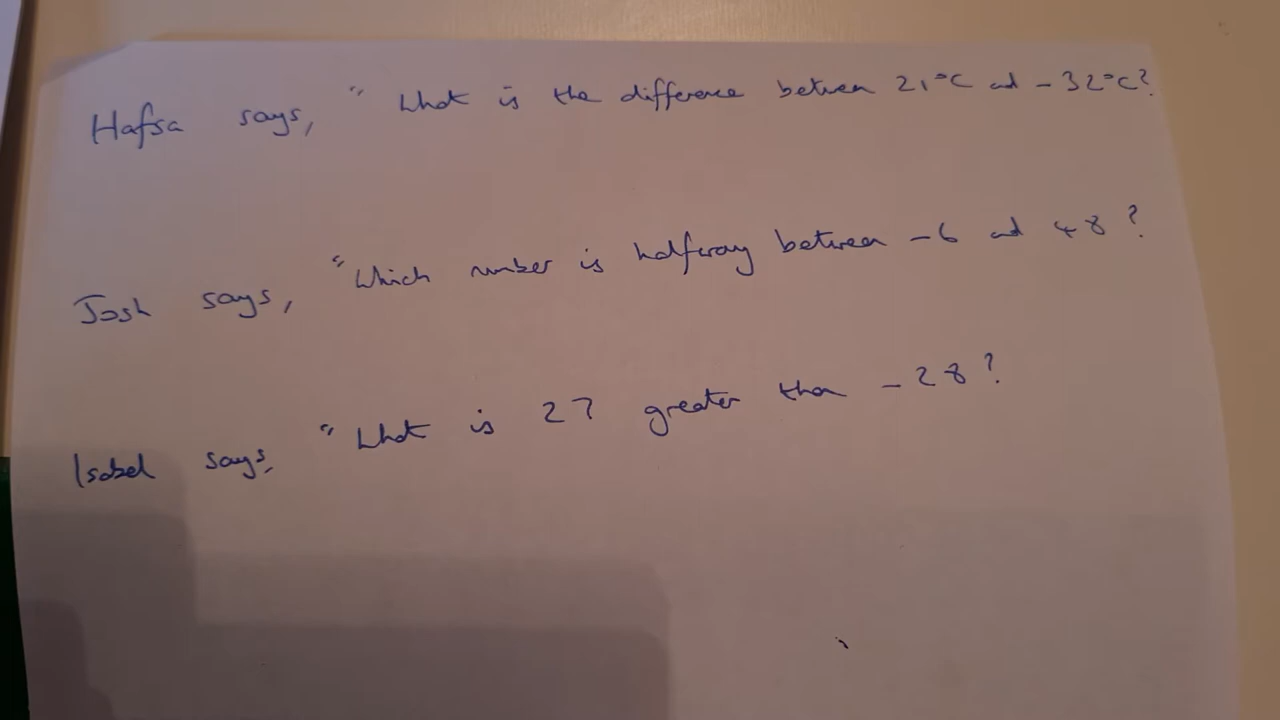 Hafsa says, " What is the difference between 21°C and -32°C?
Josh says, "Which number is halfway between -6 and 48?
Isobel says, "What is 27 greater than -28?